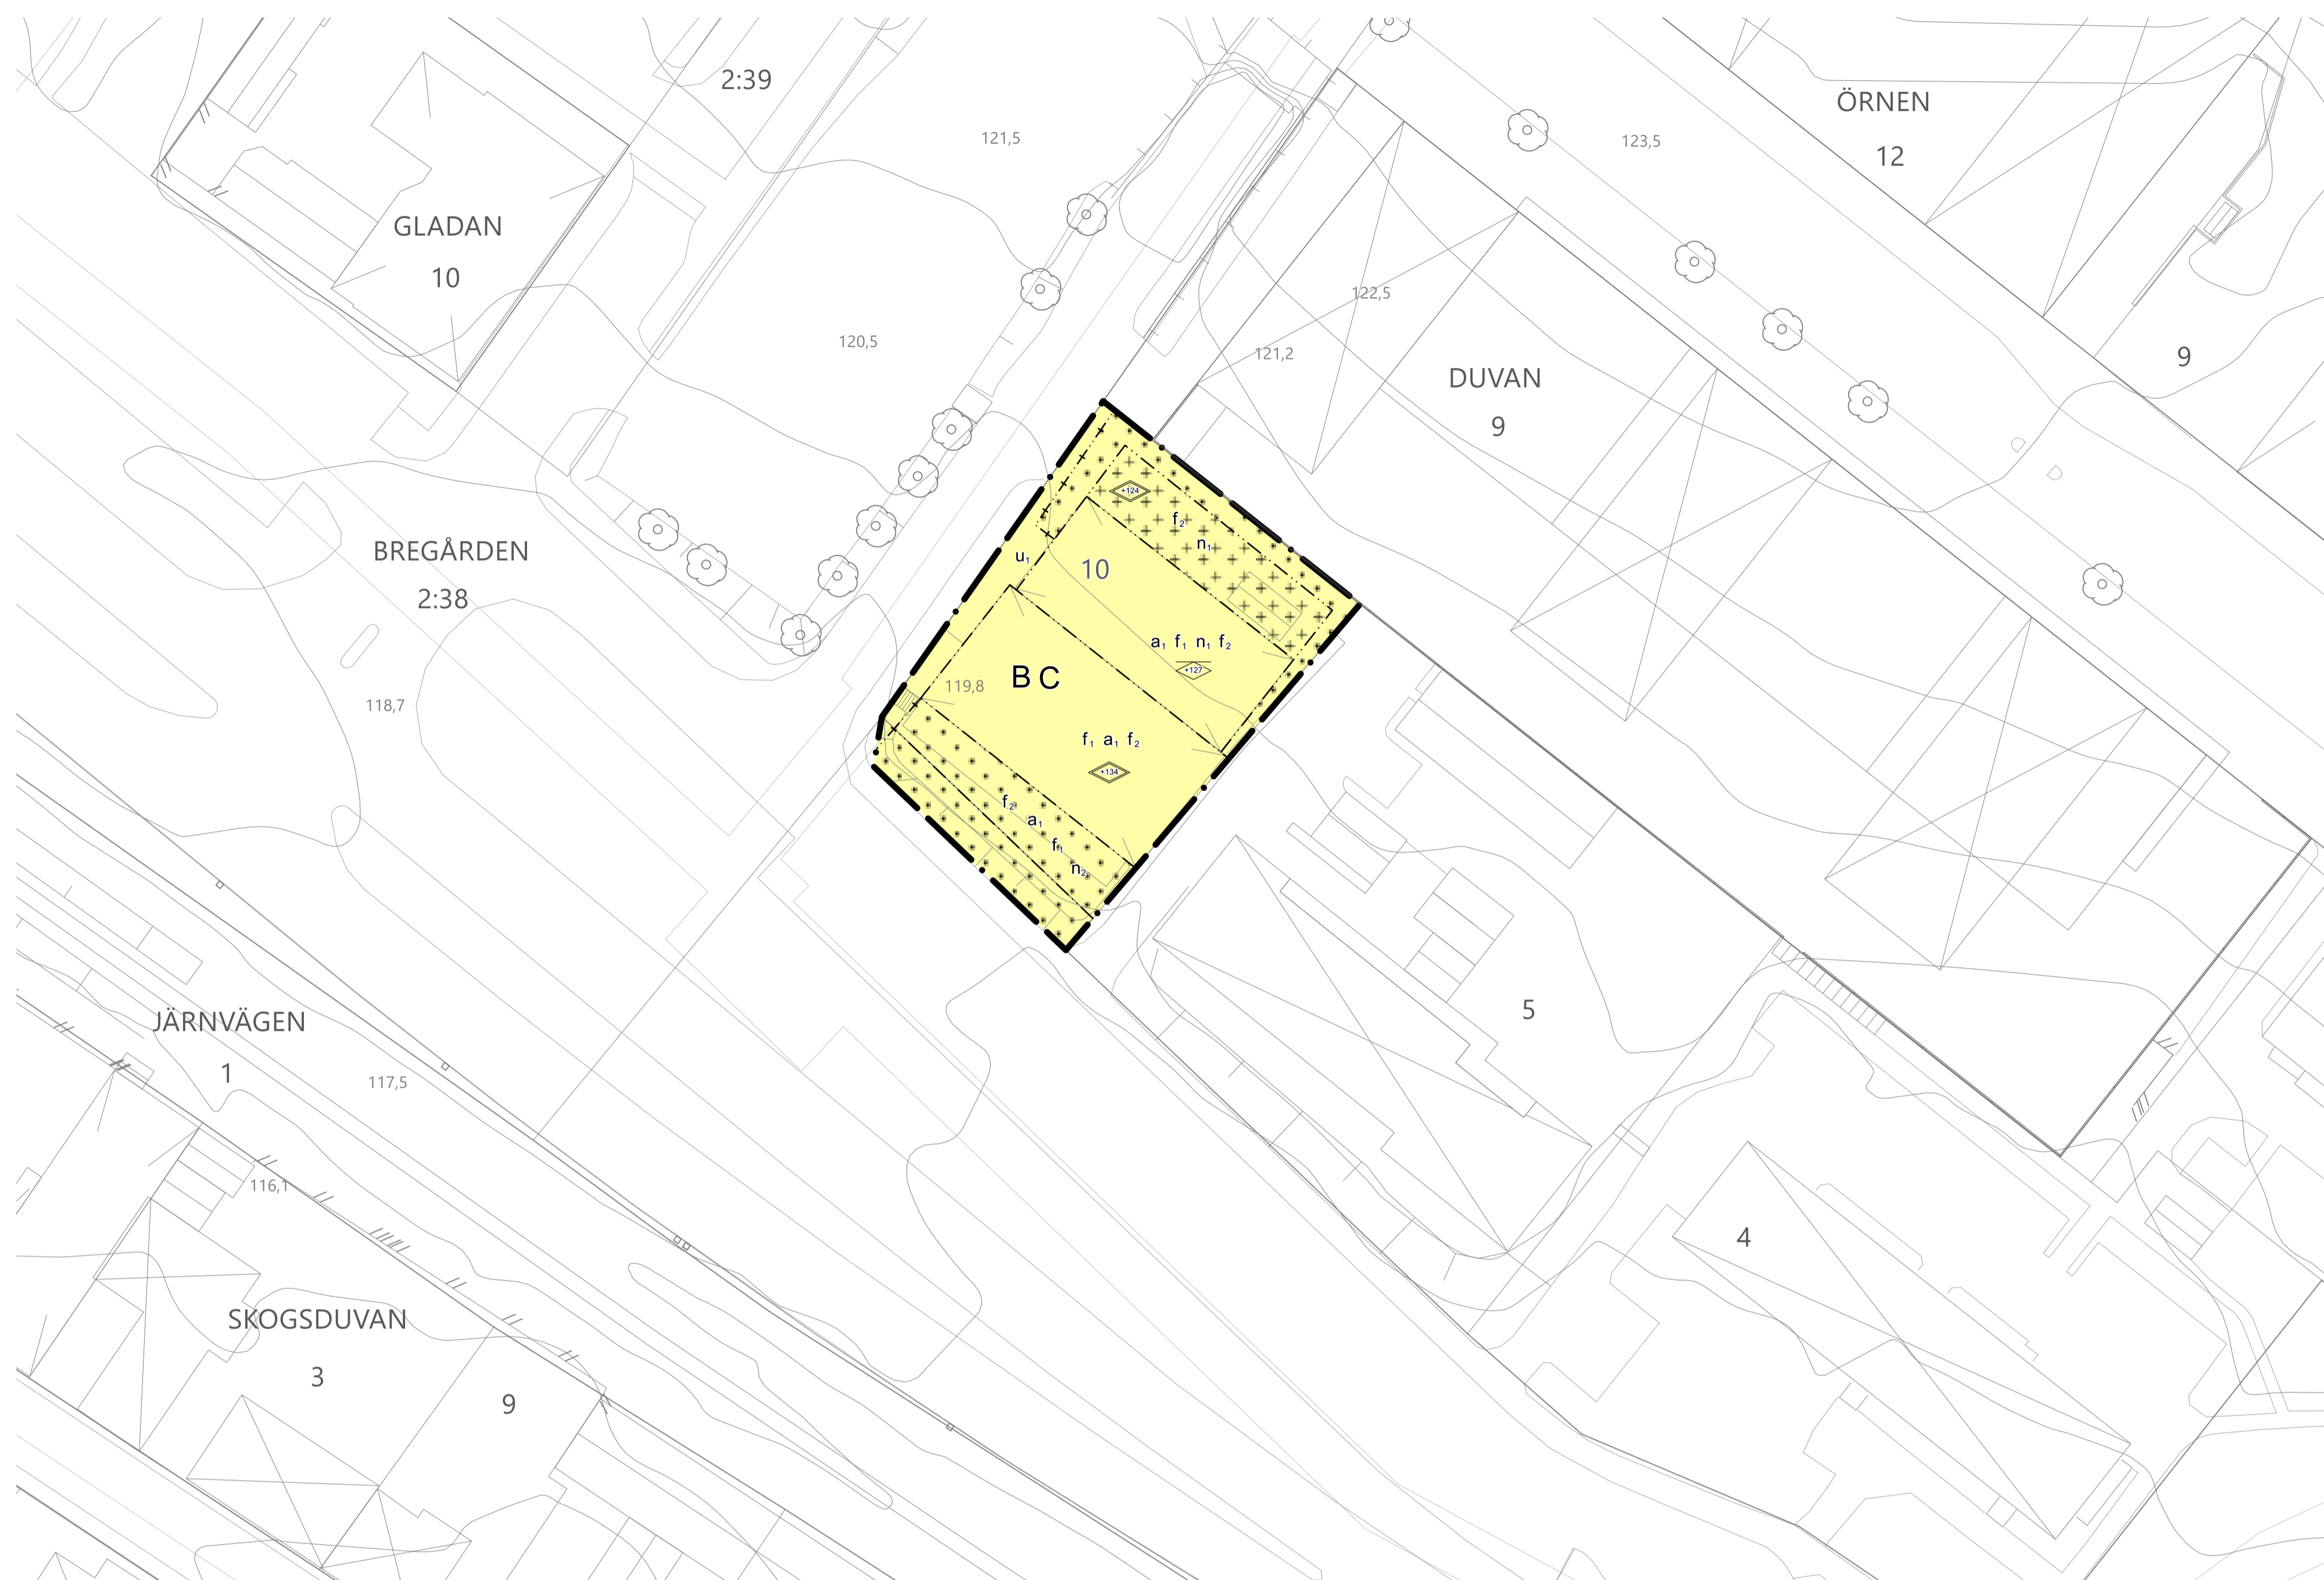 2:39
ÖRNEN
12
121,5
123,5
GLADAN
10
122,5
120,5
121,2
DUVAN
9
9
+124
f2
n1
BREGÅRDEN
2:38
u1
10
a1 f1 n1 f2
+127
B C
119,8
118,7
f1 a1 f2
+134
f2
a1
f1
n2
5
JÄRNVÄGEN
1
117,5
116,1
4
SKOGSDUVAN
3
9